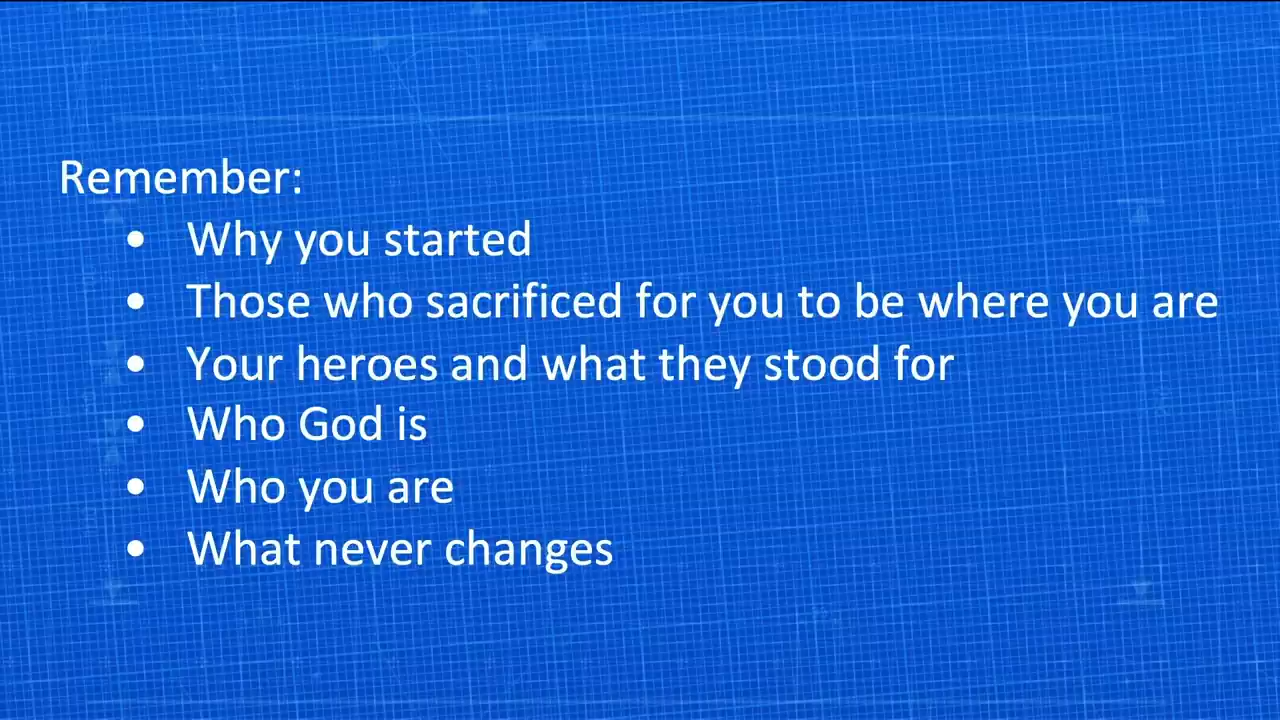 Remember:
• Why you started
• Those who sacrificed for you to be where you are
• Your heroes and what they stood for
• Who God is
• Who you are
• What never changes